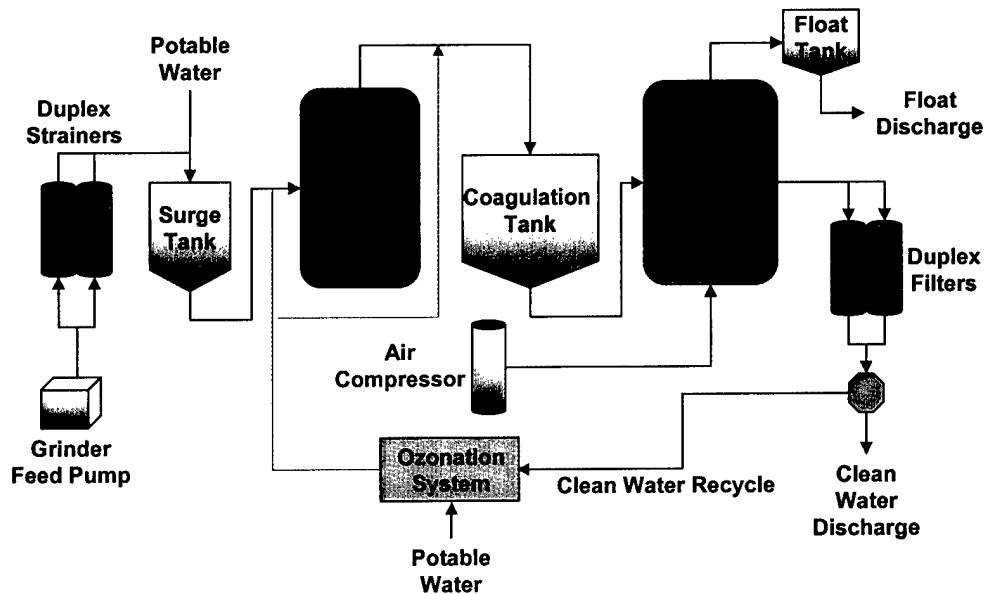 Potable
Water
Duplex
Strainers
Surge
Tank
Grinder
Feed Pump
Coagulation
Tank
Air
Compressor
Ozonation
System
Potable
Water
Clean Water Recycle
Float
Tank
Float
Discharge
Duplex
Filters
Clean
Water
Discharge